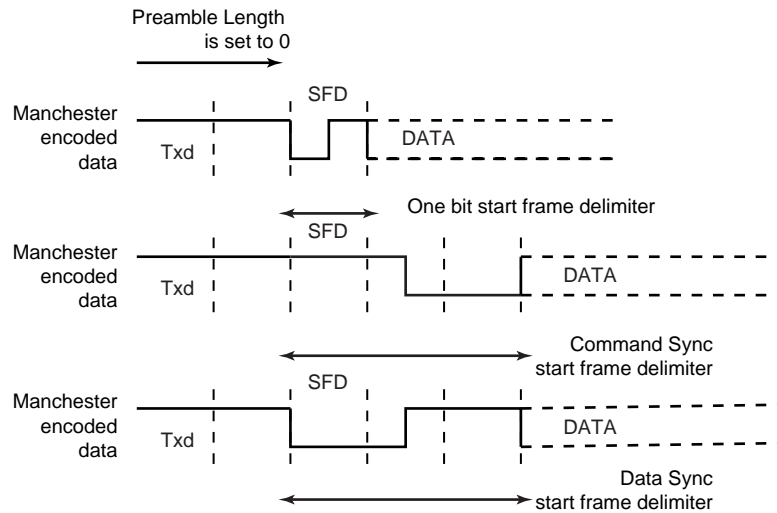 Preamble Length
is set to 0
SFD
Manchester
encoded
data
Txd
DATA
One bit start frame delimiter
SFD
Manchester
encoded
data
Txd
DATA
Command Sync
start frame delimiter
SFD
Manchester
encoded
data
Txd
DATA
Data Sync
start frame delimiter